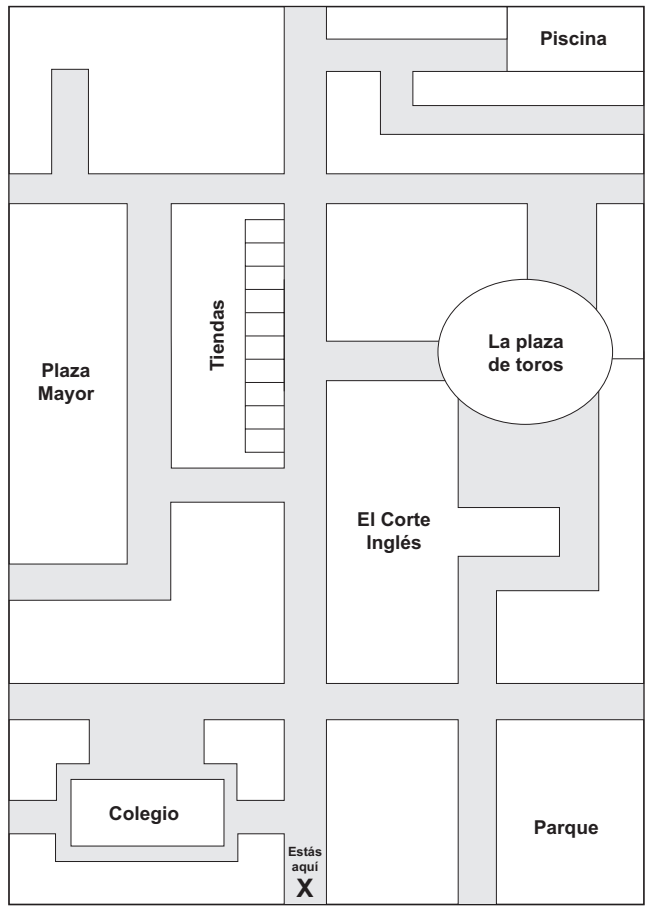 Piscina
Tiendas
La plaza
de toros
Plaza
Mayor
El Corte
Inglés
Colegio
Parque
Estás
aquí
X